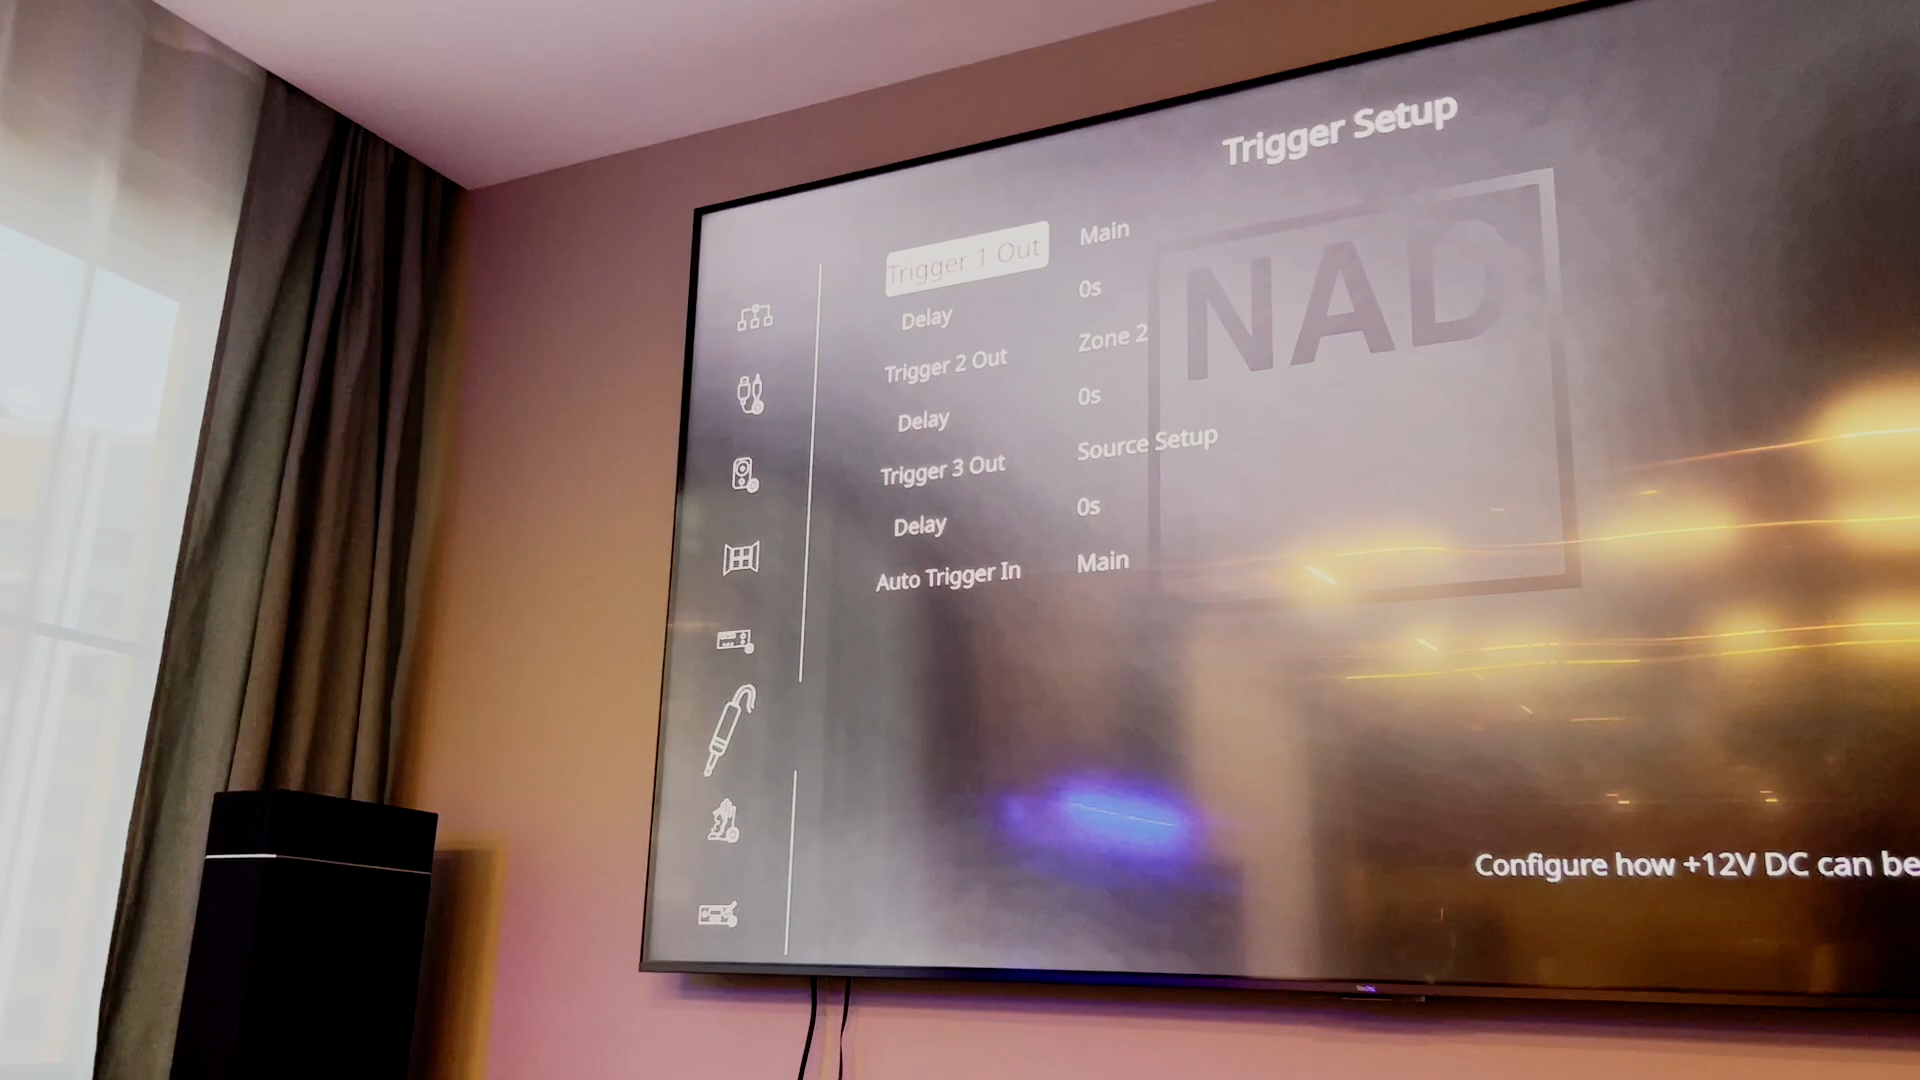 Trigger Setup
NAD
Trigger 1 Out Main
Delay 0s
Trigger 2 Out Zone 2
Delay 0s
Trigger 3 Out Source Setup
Delay 0s
Auto Trigger In Main
Configure how +12V DC can be